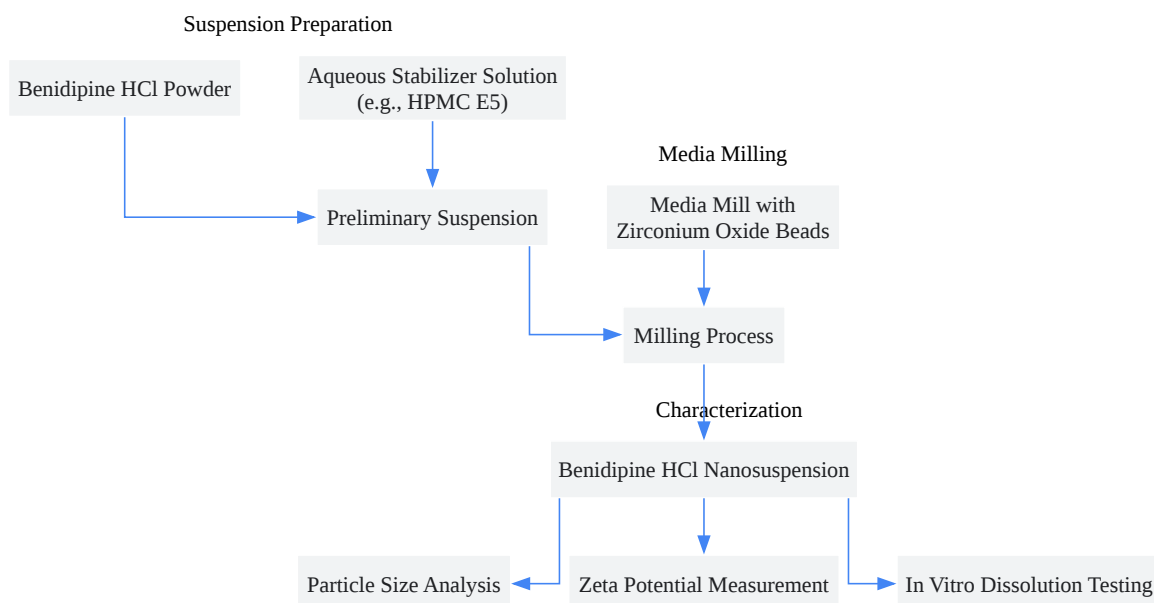 Suspension Preparation
Benidipine HCl Powder
Aqueous Stabilizer Solution
(e.g., HPMC E5)
Media Milling
Preliminary Suspension
Media Mill with
Zirconium Oxide Beads
Milling Process
Characterization
Benidipine HCl Nanosuspension
Particle Size Analysis
Zeta Potential Measurement
In Vitro Dissolution Testing